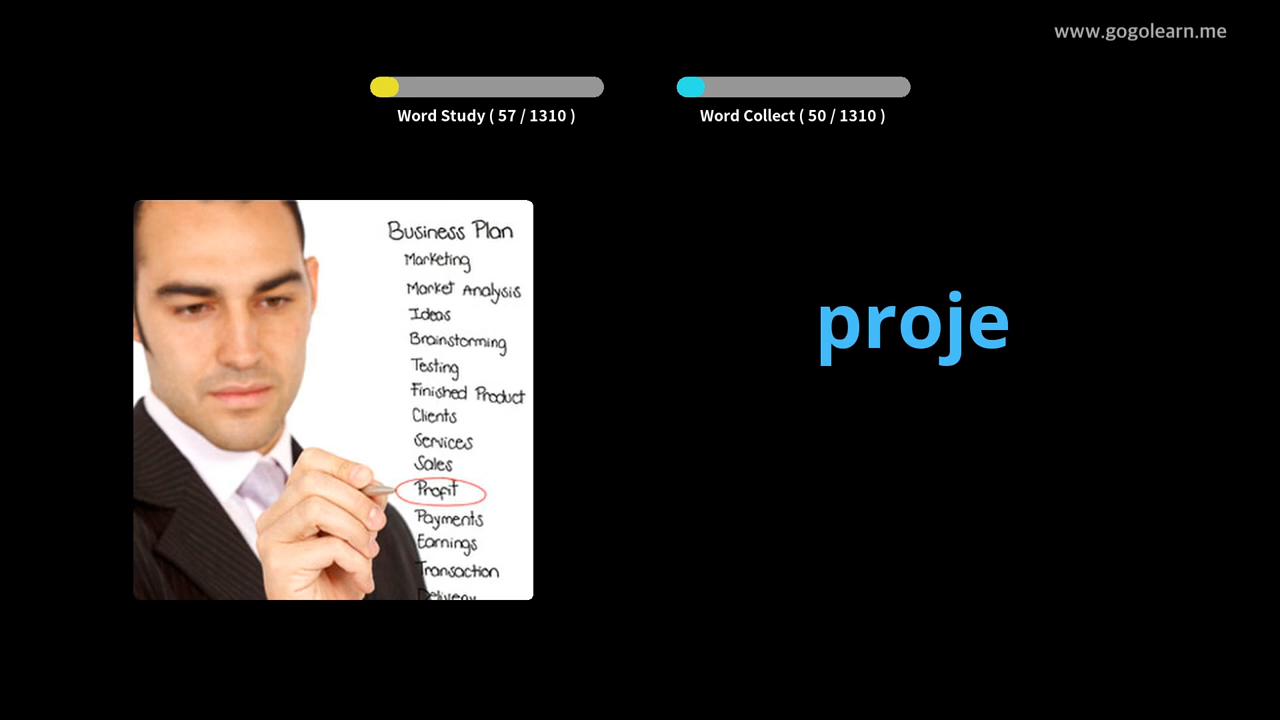 www.gogolearn.me
Word Study ( 57 / 1310 )
Word Collect ( 50 / 1310 )
Business Plan
Marketing
Market Analysis
Ideas
Brainstorming
Testing
Finished Product
Clients
Services
Sales
Profit
Payments
Earnings
Transaction
Delivery
proje